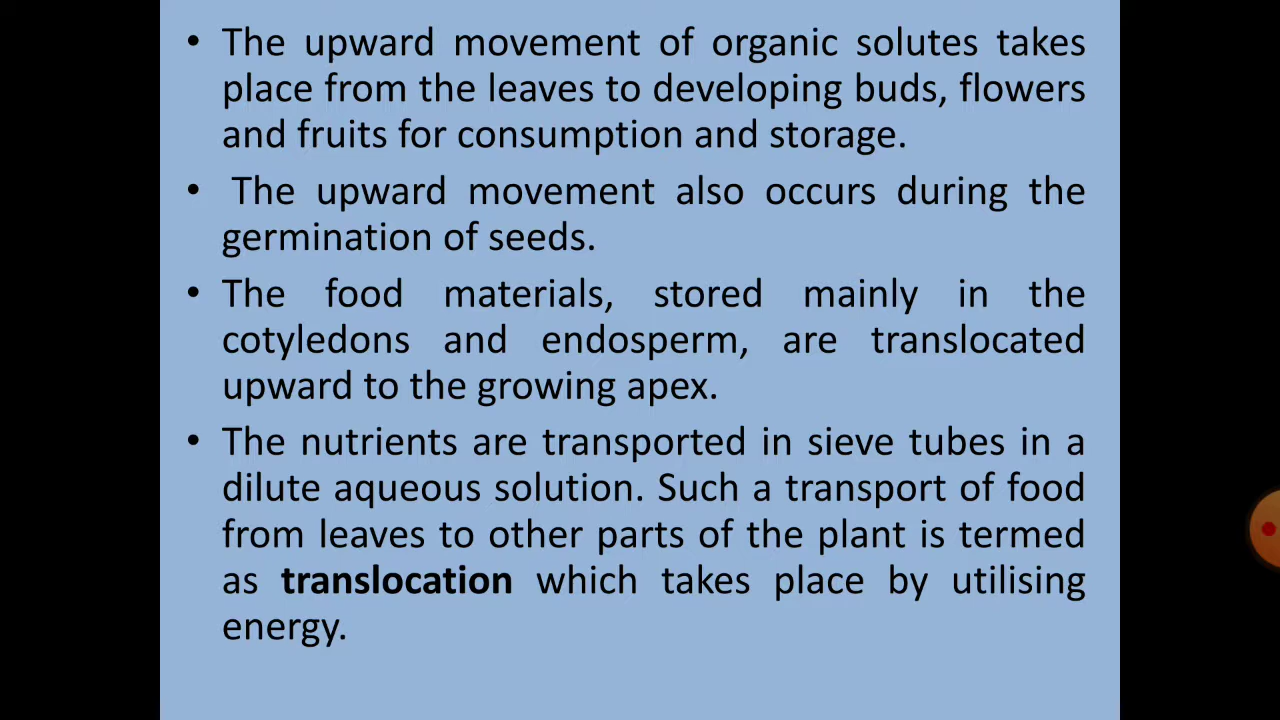 • The upward movement of organic solutes takes
place from the leaves to developing buds, flowers
and fruits for consumption and storage.
• The upward movement also occurs during the
germination of seeds.
• The food materials, stored mainly in the
cotyledons and endosperm, are translocated
upward to the growing apex.
• The nutrients are transported in sieve tubes in a
dilute aqueous solution. Such a transport of food
from leaves to other parts of the plant is termed
as translocation which takes place by utilising
energy.